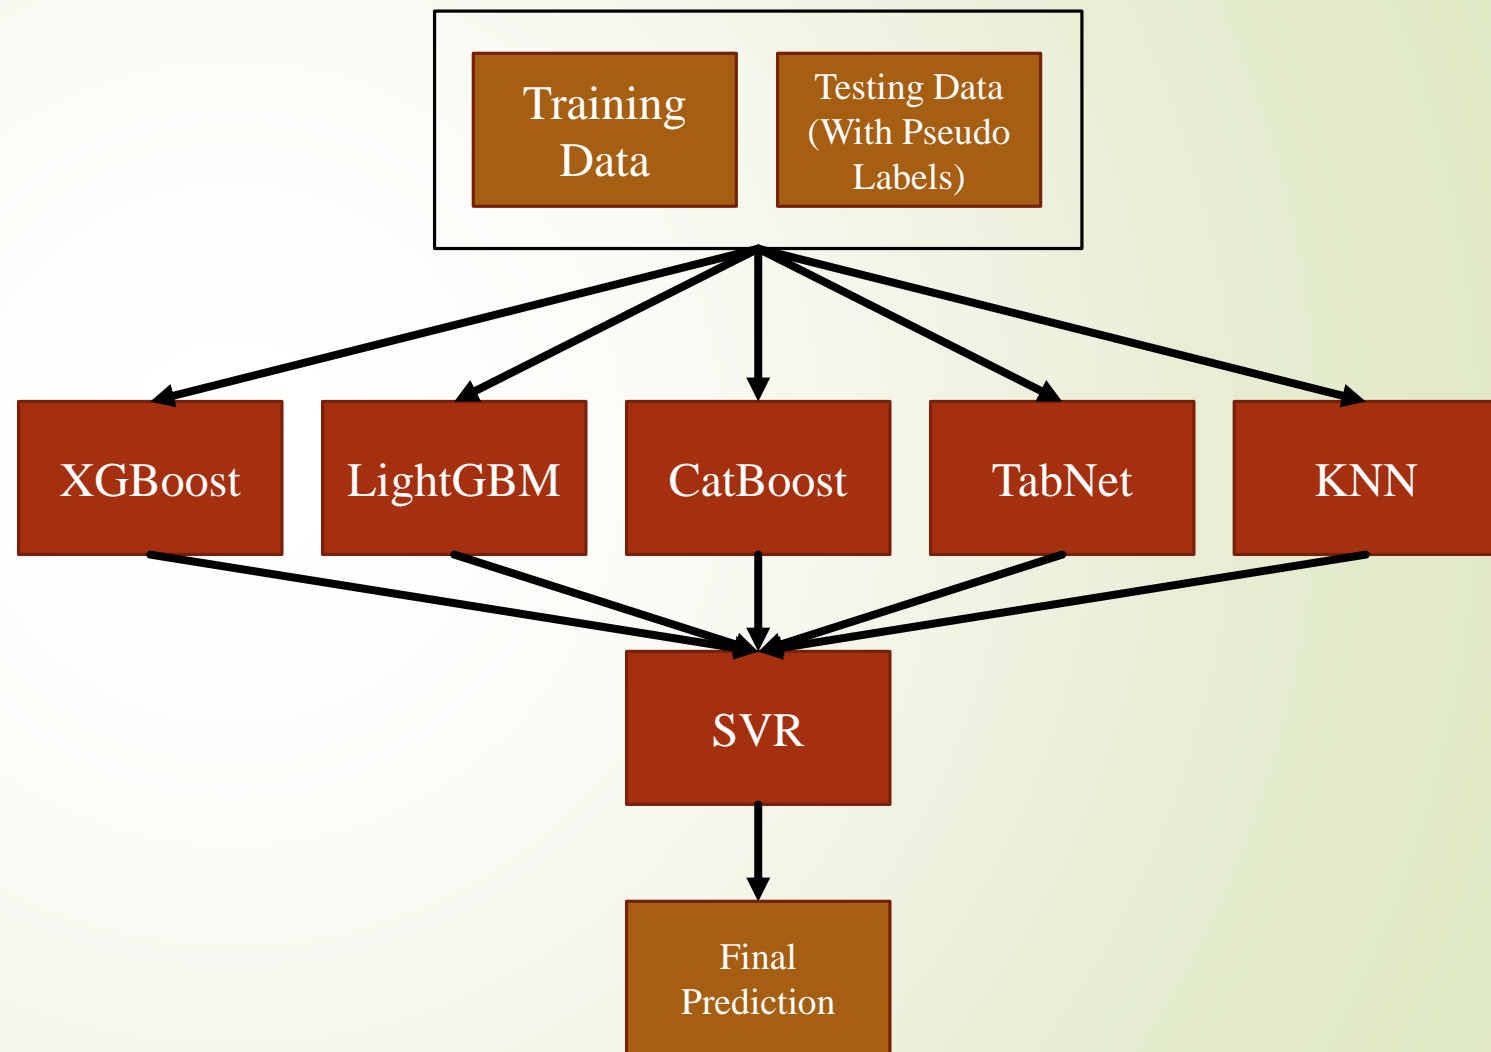 Training
Data
Testing Data
(With Pseudo
Labels)
XGBoost
LightGBM
CatBoost
TabNet
KNN
SVR
Final
Prediction